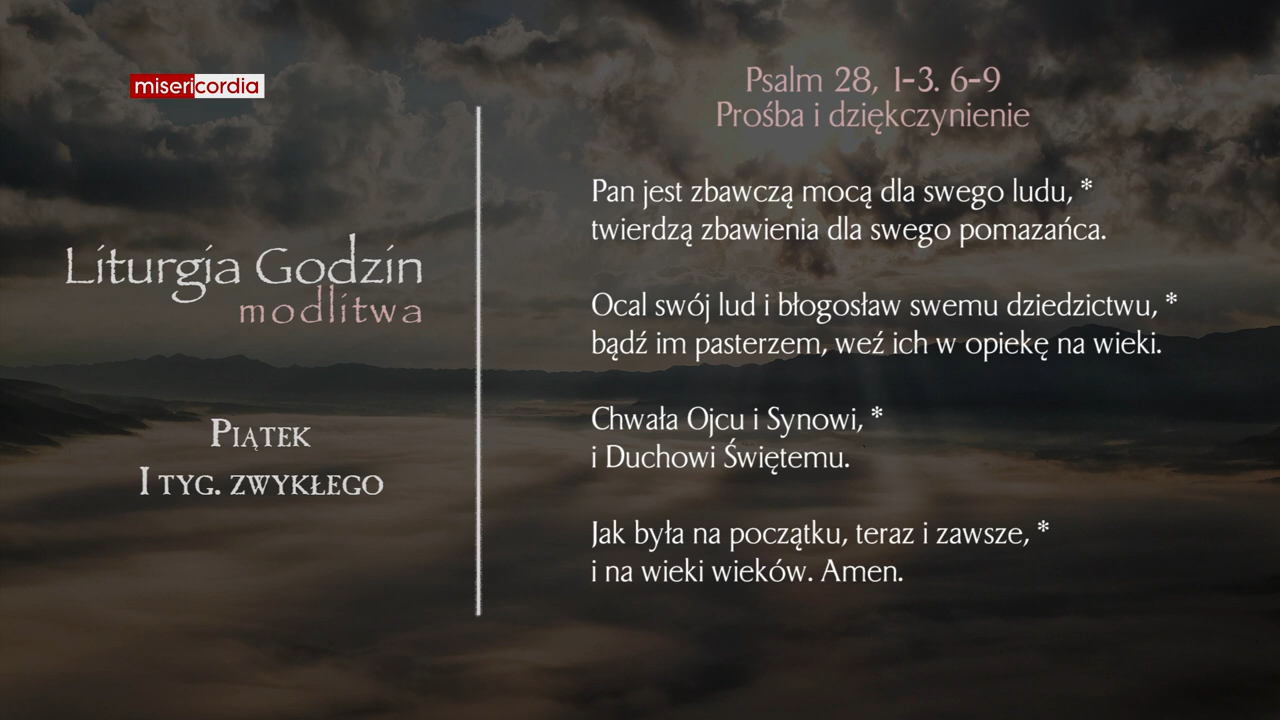 misericordia
Liturgia Godzin
modlitwa
Piątek
I tyg. zwykłego
Psalm 28, 1-3. 6-9
Prośba i dziękczynienie
Pan jest zbawczą mocą dla swego ludu, *
twierdzą zbawienia dla swego pomazańca.
Ocal swój lud i błogosław swemu dziedzictwu, *
bądź im pasterzem, weź ich w opiekę na wieki.
Chwała Ojcu i Synowi, *
i Duchowi Świętemu.
Jak była na początku, teraz i zawsze, *
i na wieki wieków. Amen.